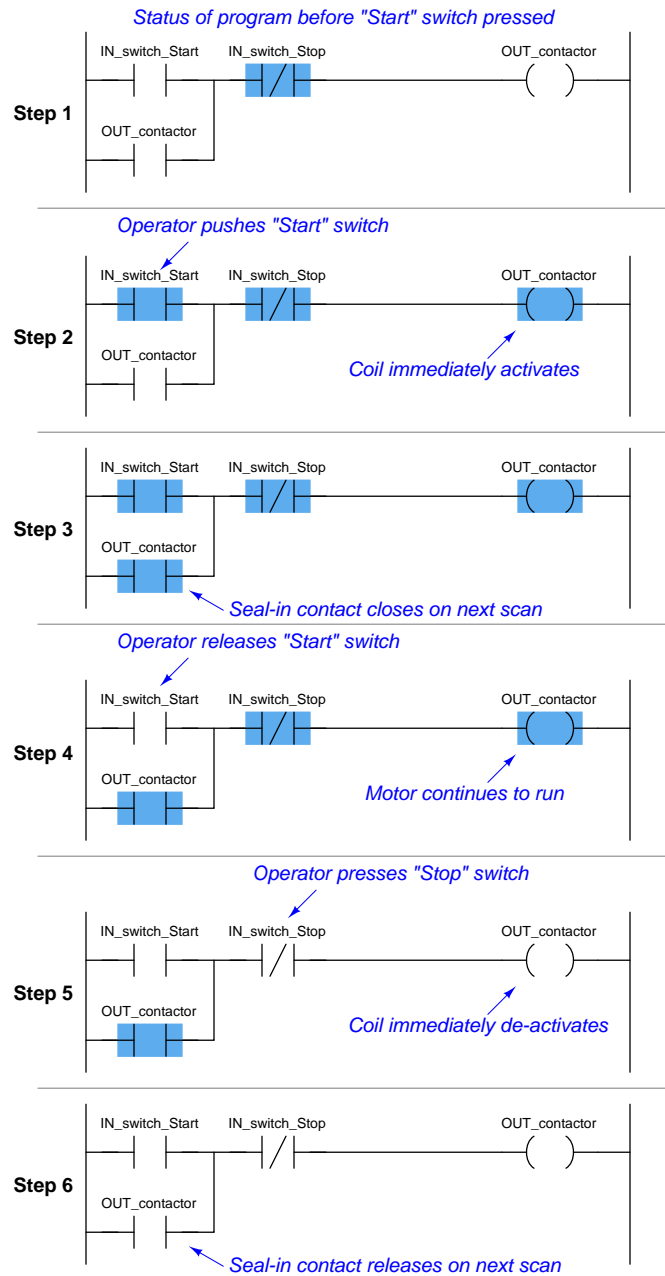 Status of program before "Start" switch pressed
IN_switch_Start IN_switch_Stop OUT_contactor
Step 1
OUT_contactor
Operator pushes "Start" switch
IN_switch_Start IN_switch_Stop OUT_contactor
Step 2
OUT_contactor
Coil immediately activates
IN_switch_Start IN_switch_Stop OUT_contactor
Step 3
OUT_contactor
Seal-in contact closes on next scan
Operator releases "Start" switch
IN_switch_Start IN_switch_Stop OUT_contactor
Step 4
OUT_contactor
Motor continues to run
Operator presses "Stop" switch
IN_switch_Start IN_switch_Stop OUT_contactor
Step 5
OUT_contactor
Coil immediately de-activates
IN_switch_Start IN_switch_Stop OUT_contactor
Step 6
OUT_contactor
Seal-in contact releases on next scan